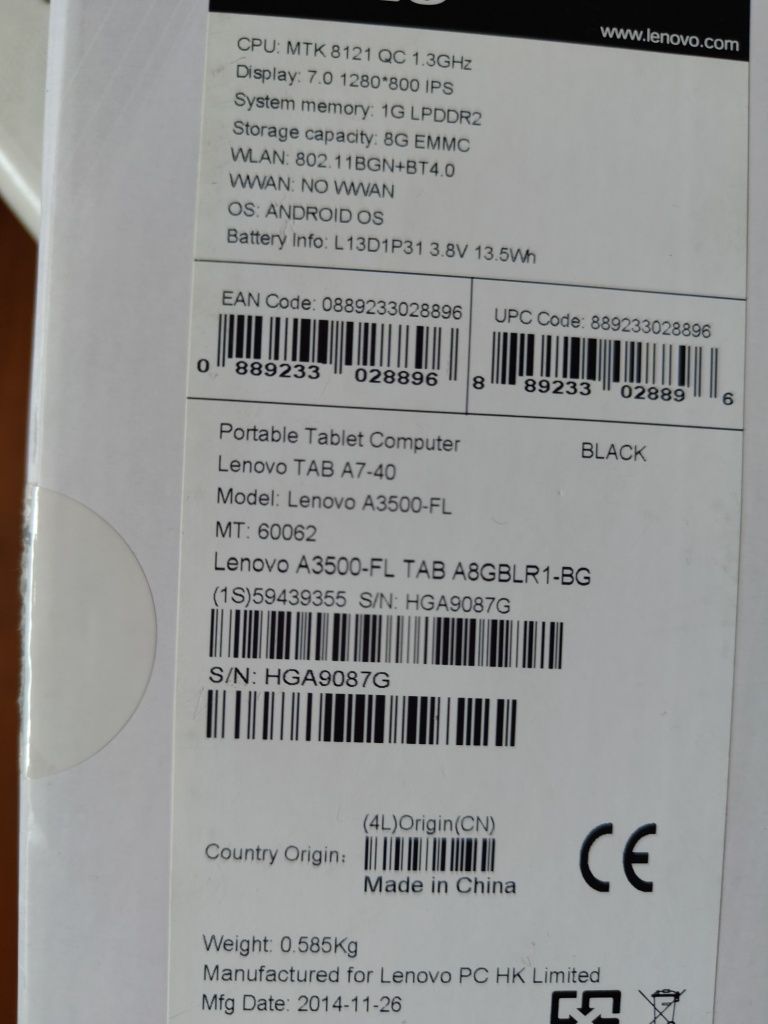 www.lenovo.com
CPU: MTK 8121 QC 1.3GHz
Display: 7.0 1280*800 IPS
System memory: 1G LPDDR2
Storage capacity: 8G EMMC
WLAN: 802.11BGN+BT4.0
WWAN: NO WWAN
OS: ANDROID OS
Battery Info: L13D1P31 3.8V 13.5Wh
EAN Code: 0889233028896
0 889233 028896
UPC Code: 889233028896
8 89233 02889 6
Portable Tablet Computer BLACK
Lenovo TAB A7-40
Model: Lenovo A3500-FL
MT: 60062
Lenovo A3500-FL TAB A8GBLR1-BG
(1S)59439355 S/N: HGA9087G
S/N: HGA9087G
(4L)Origin(CN)
Country Origin:
Made in China
CE
Weight: 0.585Kg
Manufactured for Lenovo PC HK Limited
Mfg Date: 2014-11-26